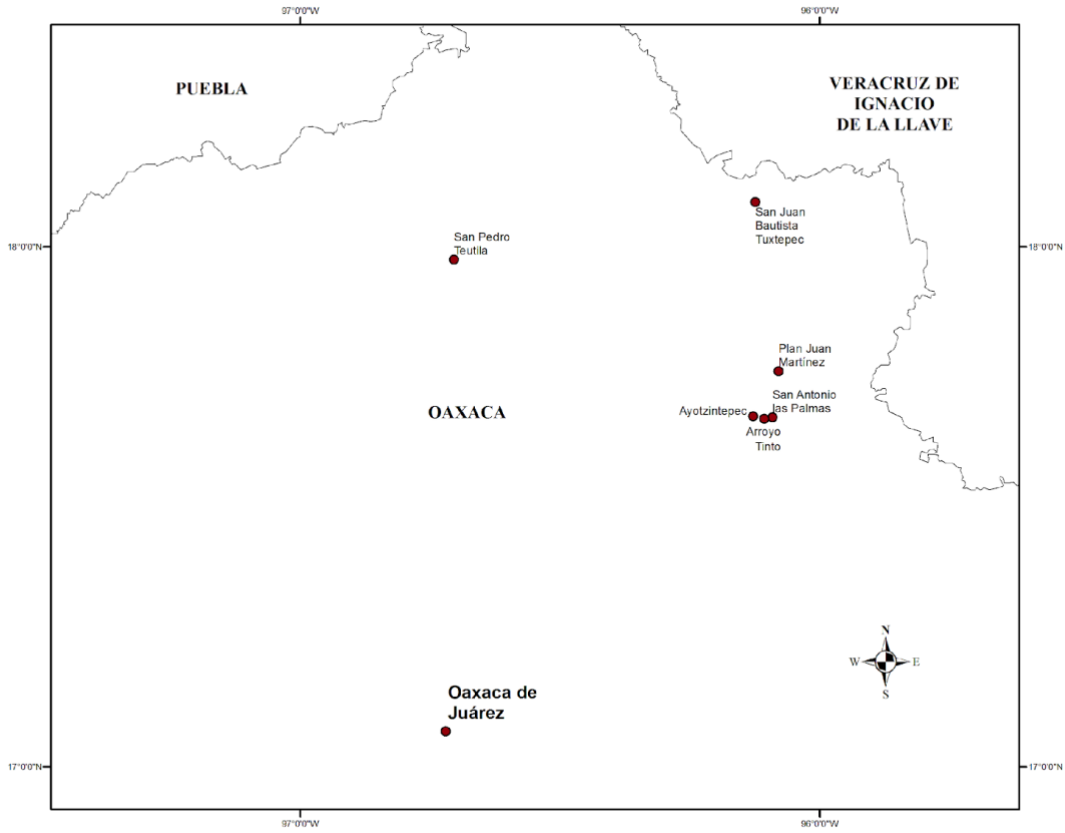 97°0'0"W
96°0'0"W
PUEBLA
VERACRUZ DE
IGNACIO
DE LA LLAVE
San Juan
Bautista
Tuxtepec
San Pedro
Teutila
18°0'0"N
18°0'0"N
Plan Juan
Martínez
San Antonio
las Palmas
OAXACA
Ayotzintepec
Arroyo
Tinto
N
W
E
S
Oaxaca de
Juárez
17°0'0"N
17°0'0"N
97°0'0"W
96°0'0"W